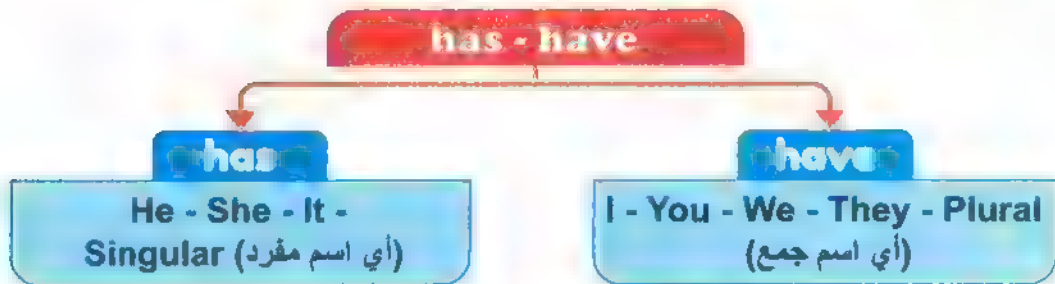 has - have
has
have
He - She - It -
Singular (أي اسم مفرد)
I - You - We - They - Plural
(أي اسم جمع)